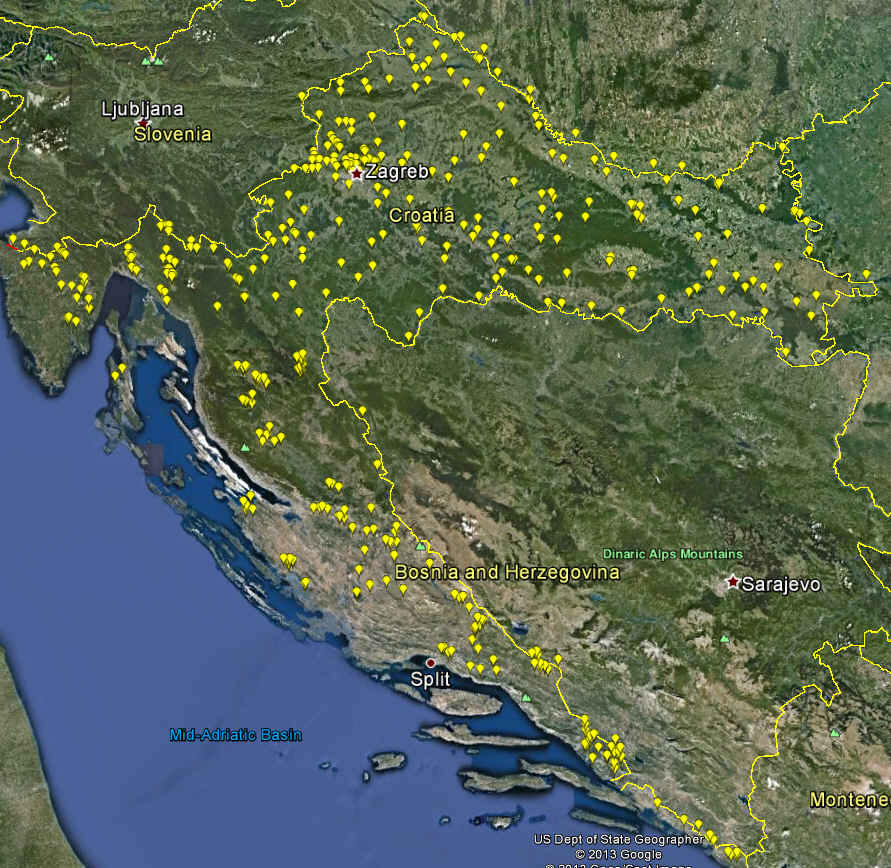 Ljubljana
Slovenia
Zagreb
Croatia
Dinaric Alps Mountains
Bosnia and Herzegovina
Sarajevo
Split
Mid-Adriatic Basin
Montene
US Dept of State Geographer
© 2013 Google